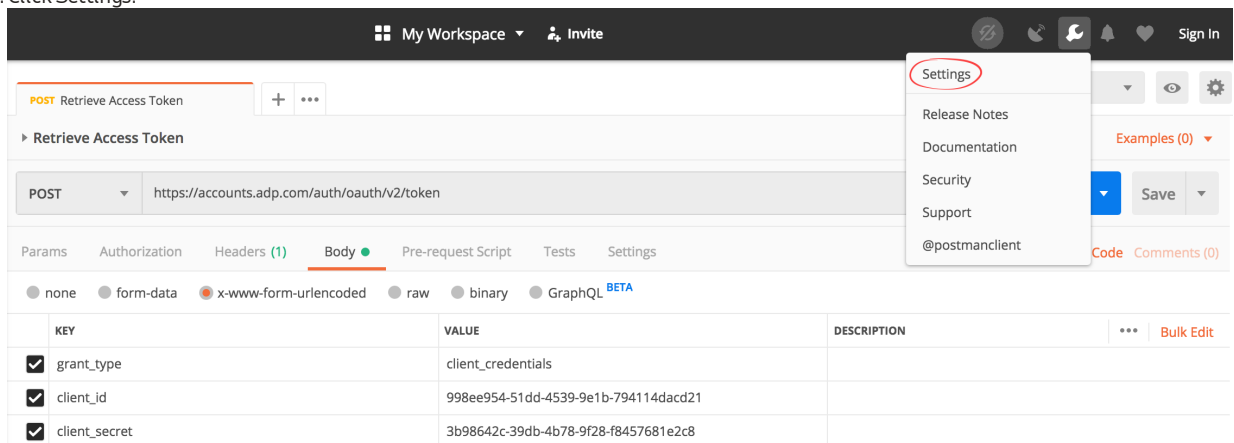 . Click Settings.
My Workspace Invite Sign In
Settings
POST Retrieve Access Token + •••
Release Notes
Retrieve Access Token Examples (0)
Documentation
Security
POST https://accounts.adp.com/auth/oauth/v2/token Save
Support
@postmanclient
Params Authorization Headers (1) Body Pre-request Script Tests Settings Code Comments (0)
none form-data x-www-form-urlencoded raw binary GraphQL BETA
KEY VALUE DESCRIPTION ••• Bulk Edit
grant_type client_credentials
client_id 998ee954-51dd-4539-9e1b-794114dacd21
client_secret 3b98642c-39db-4b78-9f28-f8457681e2c8